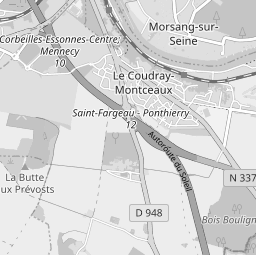 Morsang-sur-
Seine
Corbeilles-Essonnes-Centre;
Mennecy
10
Le Coudray-
Montceaux
Saint-Fargeau - Ponthierry
12
Autoroute du Soleil
La Butte
aux Prévosts
N 337
D 948
Bois Boulign